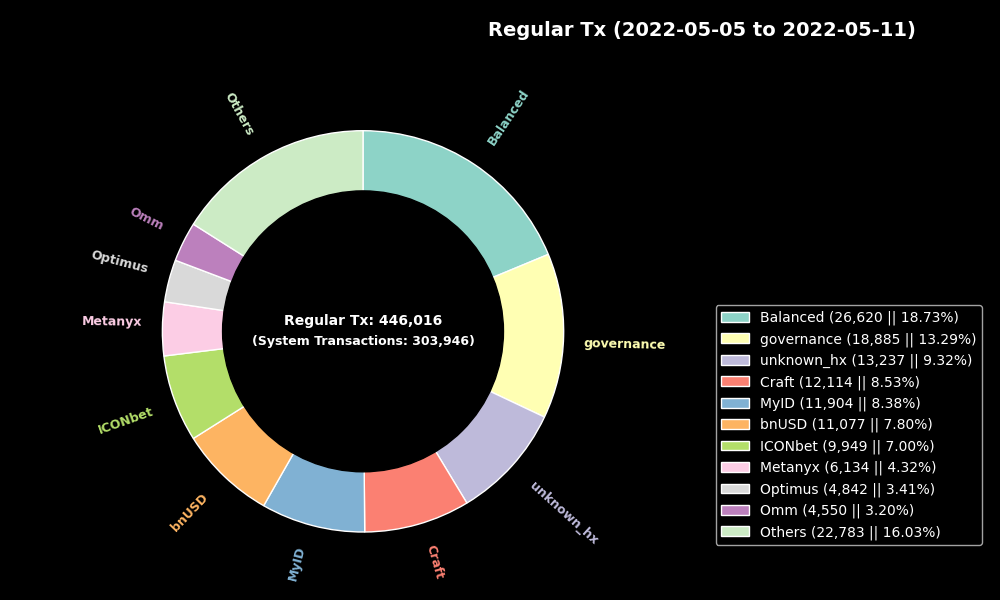 Regular Tx (2022-05-05 to 2022-05-11)
Others
Balanced
Omm
Optimus
Metanyx
governance
ICONbet
unknown_hx
bnUSD
MyID
Craft
Regular Tx: 446,016
(System Transactions: 303,946)
Balanced (26,620 || 18.73%)
governance (18,885 || 13.29%)
unknown_hx (13,237 || 9.32%)
Craft (12,114 || 8.53%)
MyID (11,904 || 8.38%)
bnUSD (11,077 || 7.80%)
ICONbet (9,949 || 7.00%)
Metanyx (6,134 || 4.32%)
Optimus (4,842 || 3.41%)
Omm (4,550 || 3.20%)
Others (22,783 || 16.03%)